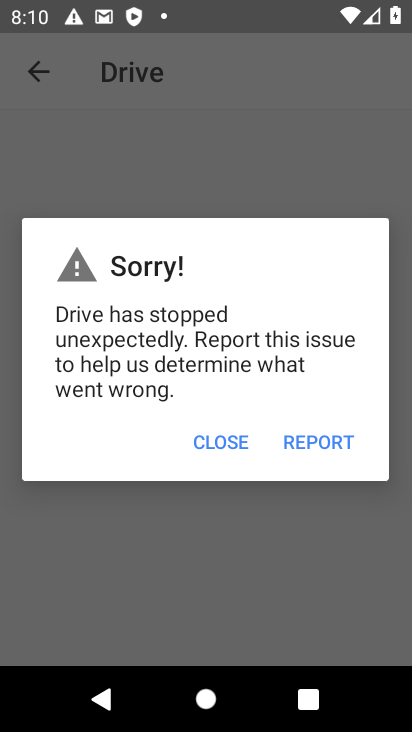 8:10
Drive
Sorry!
Drive has stopped
unexpectedly. Report this issue
to help us determine what
went wrong.
CLOSE REPORT